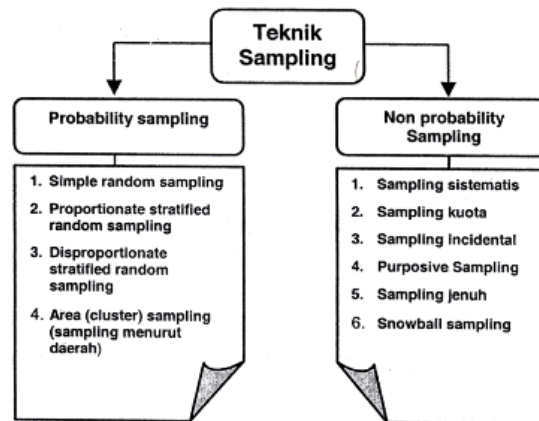 Teknik
Sampling
Probability sampling
1. Simple random sampling
2. Proportionate stratified
random sampling
3. Disproportionate
stratified random
sampling
4. Area (cluster) sampling
(sampling menurut
daerah)
Non probability
Sampling
1. Sampling sistematis
2. Sampling kuota
3. Sampling incidental
4. Purposive Sampling
5. Sampling jenuh
6. Snowball sampling